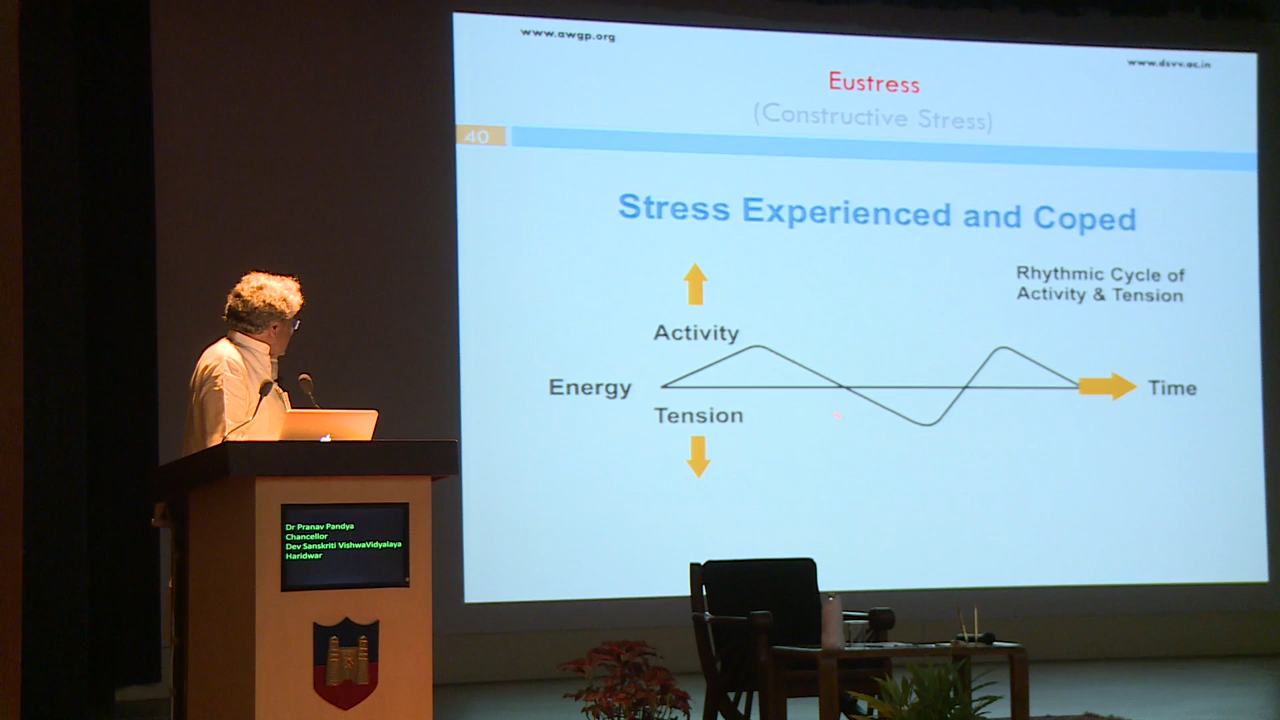 www.awgp.org
www.dsvv.ac.in
Eustress
(Constructive Stress)
40
Stress Experienced and Coped
Rhythmic Cycle of
Activity & Tension
Activity
Energy
Time
Tension
Dr Pranav Pandya
Chancellor
Dev Sanskriti VishwaVidyalaya
Haridwar